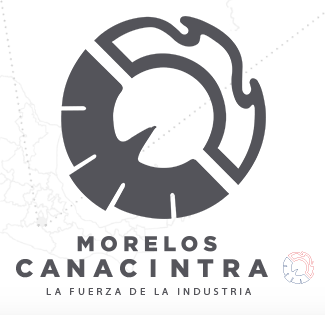 MORELOS
CANACINTRA
LA FUERZA DE LA INDUSTRIA